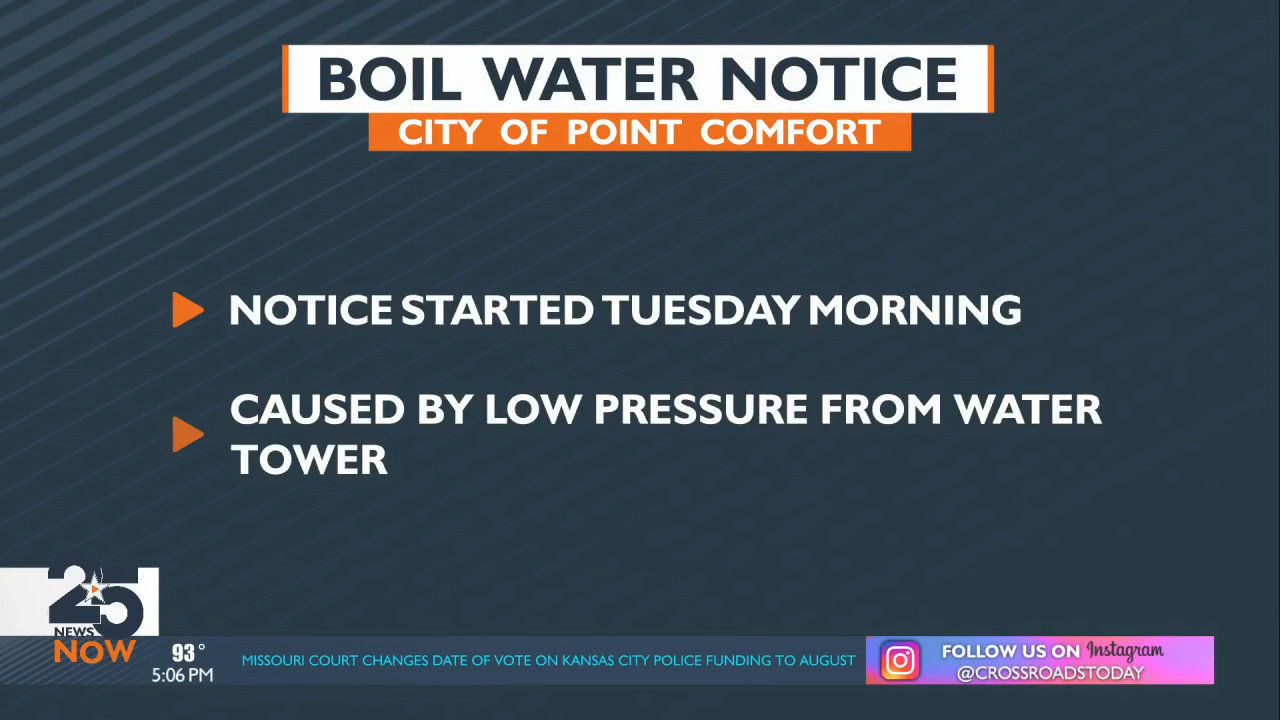 BOIL WATER NOTICE
CITY OF POINT COMFORT
NOTICE STARTED TUESDAY MORNING
CAUSED BY LOW PRESSURE FROM WATER
TOWER
25
NEWS
NOW
93°
5:06 PM
MISSOURI COURT CHANGES DATE OF VOTE ON KANSAS CITY POLICE FUNDING TO AUGUST
FOLLOW US ON Instagram
@CROSSROADSTODAY